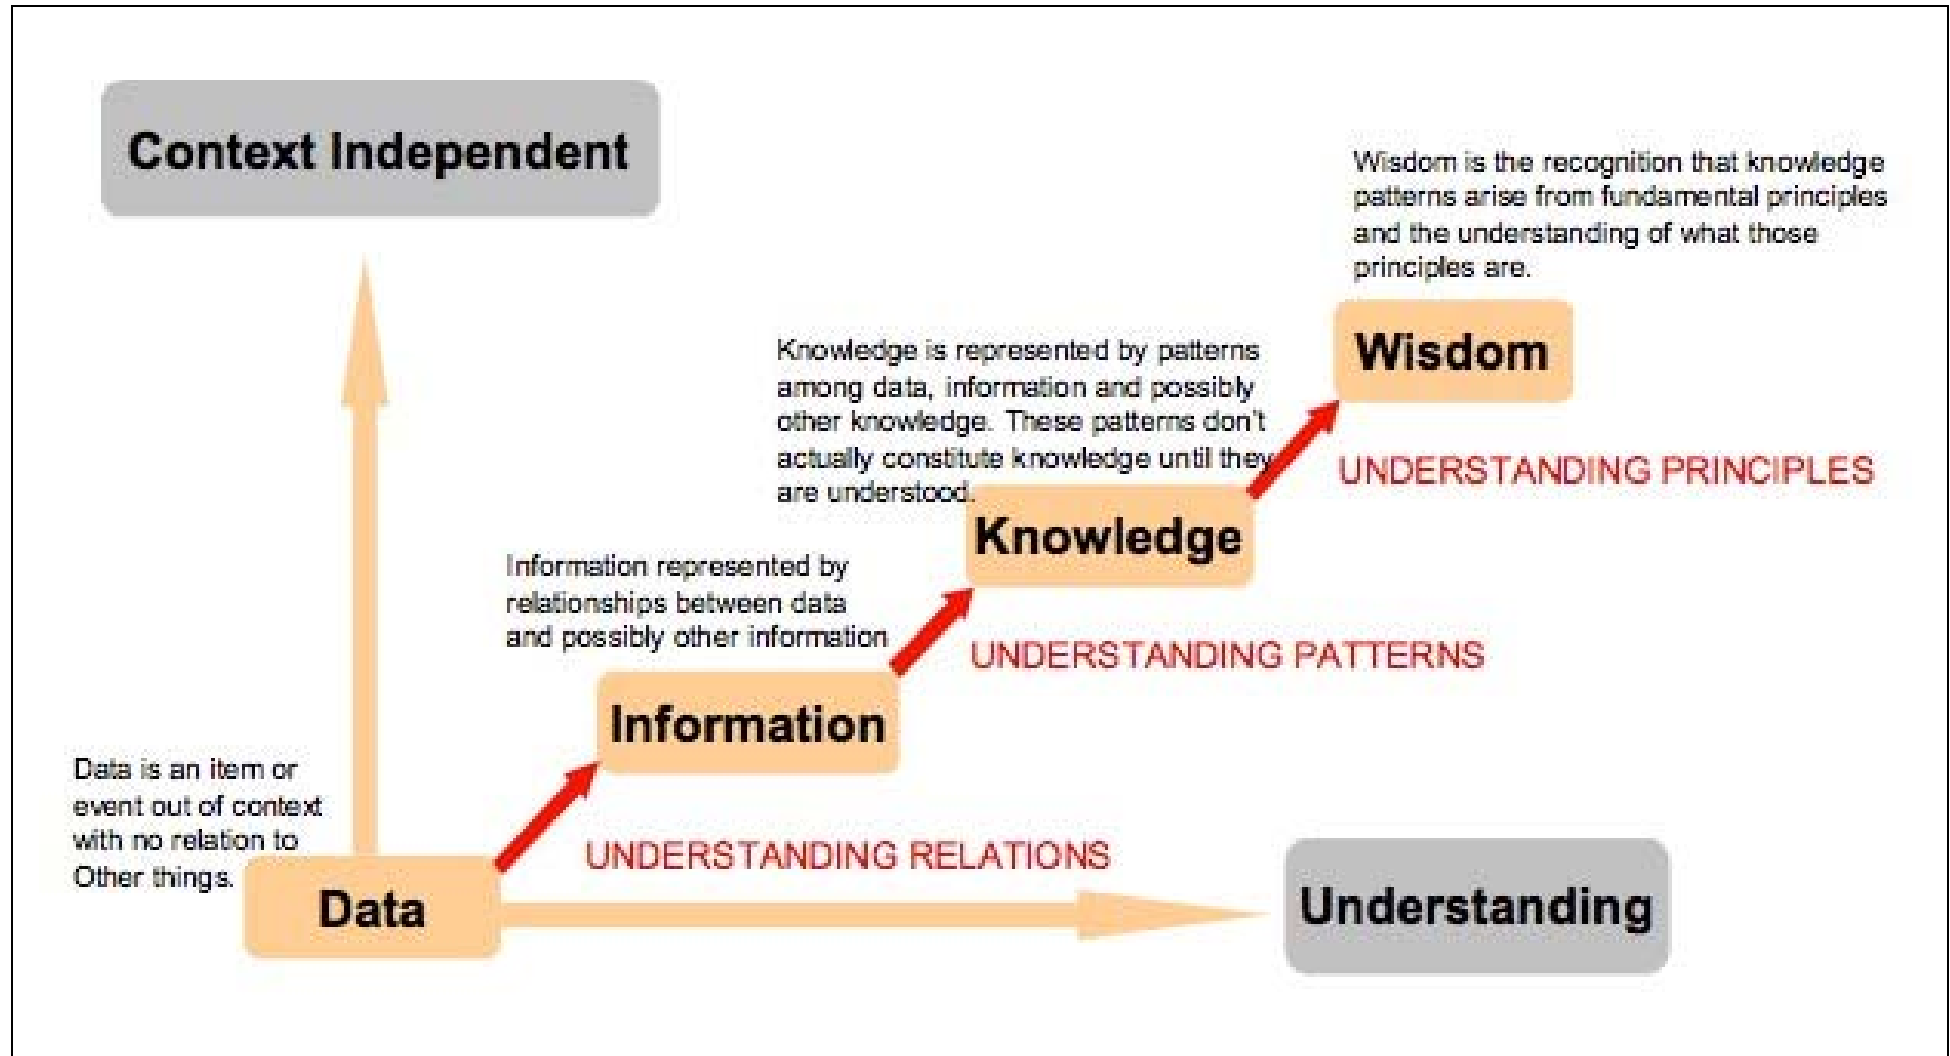 Context Independent
Wisdom is the recognition that knowledge
patterns arise from fundamental principles
and the understanding of what those
principles are.
Wisdom
Knowledge is represented by patterns
among data, information and possibly
other knowledge. These patterns don't
actually constitute knowledge until they
are understood.
UNDERSTANDING PRINCIPLES
Knowledge
Information represented by
relationships between data
and possibly other information
UNDERSTANDING PATTERNS
Information
Data is an item or
event out of context
with no relation to
Other things.
UNDERSTANDING RELATIONS
Data
Understanding